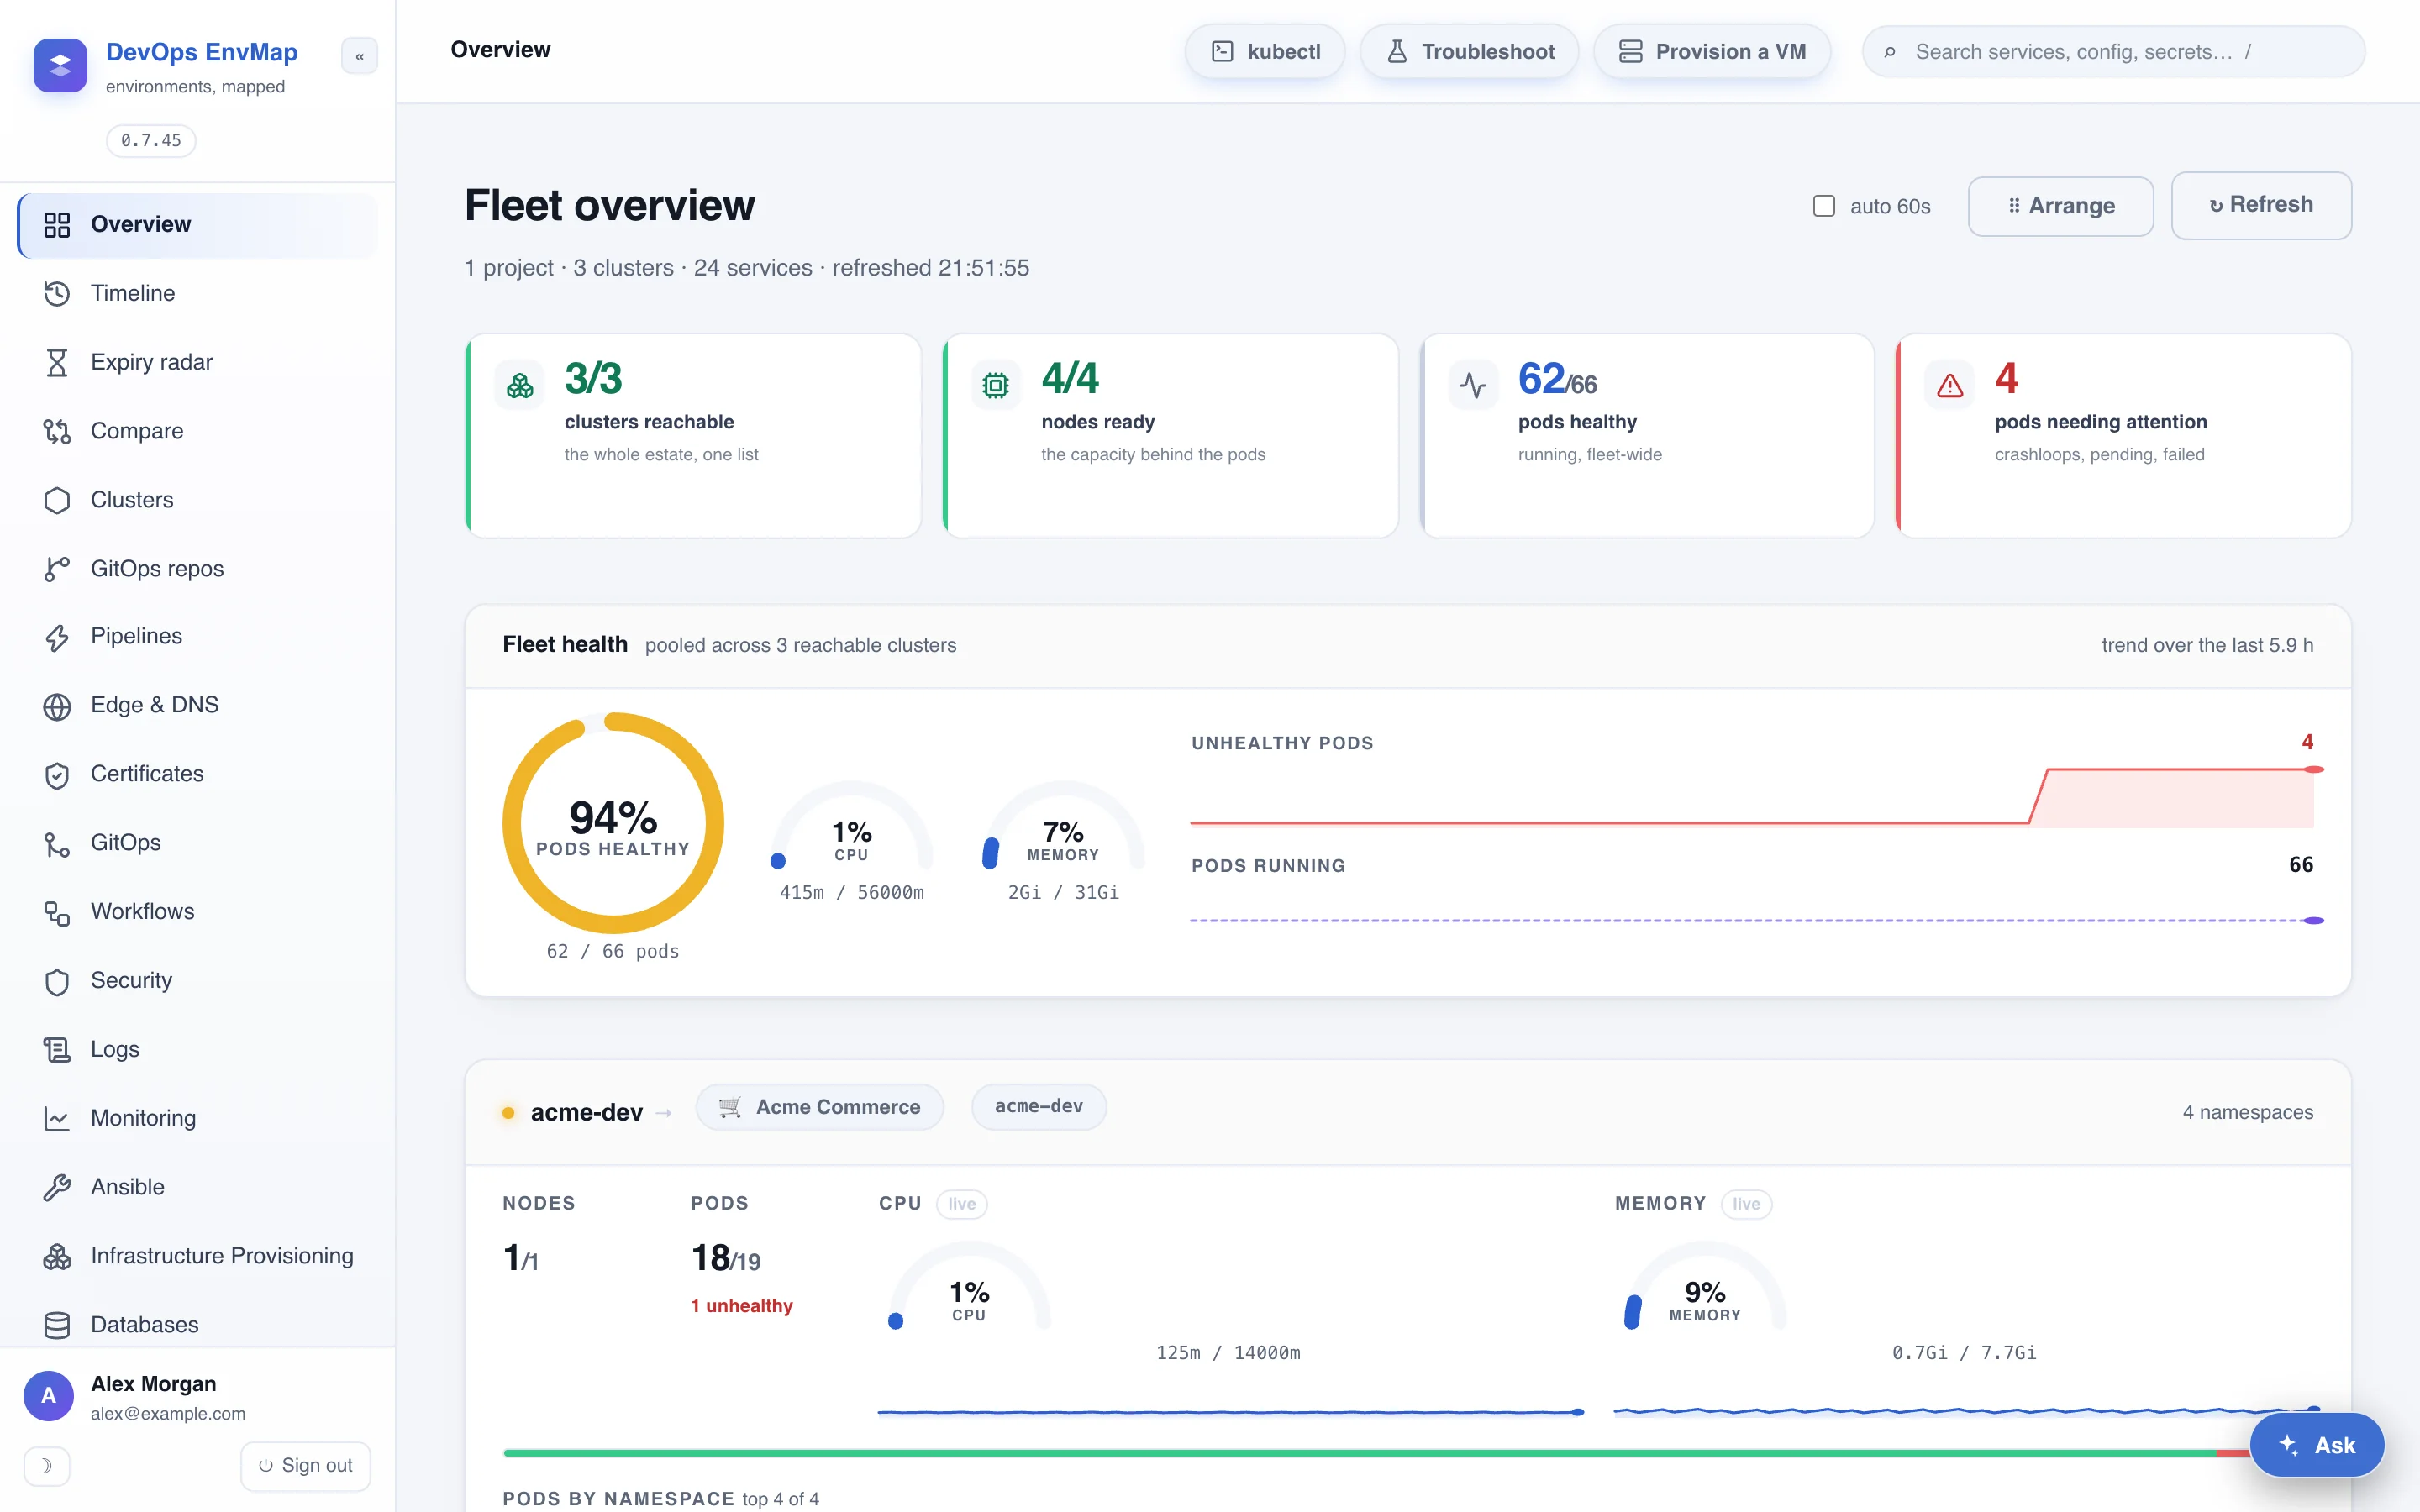 DevOps EnvMap
environments, mapped
«
0.7.45
Overview
Timeline
Expiry radar
Compare
Clusters
GitOps repos
Pipelines
Edge & DNS
Certificates
GitOps
Workflows
Security
Logs
Monitoring
Ansible
Infrastructure Provisioning
Databases
A
Alex Morgan
alex@example.com
Sign out
Overview
kubectl
Troubleshoot
Provision a VM
Search services, config, secrets… /
Fleet overview
auto 60s
Arrange
Refresh
1 project · 3 clusters · 24 services · refreshed 21:51:55
3/3
clusters reachable
the whole estate, one list
4/4
nodes ready
the capacity behind the pods
62/66
pods healthy
running, fleet-wide
4
pods needing attention
crashloops, pending, failed
Fleet health pooled across 3 reachable clusters
trend over the last 5.9 h
94%
PODS HEALTHY
62 / 66 pods
1%
CPU
415m / 56000m
7%
MEMORY
2Gi / 31Gi
UNHEALTHY PODS
4
PODS RUNNING
66
acme-dev →
Acme Commerce
acme-dev
4 namespaces
NODES
1/1
PODS
18/19
1 unhealthy
CPU live
1%
CPU
125m / 14000m
MEMORY live
9%
MEMORY
0.7Gi / 7.7Gi
Ask
PODS BY NAMESPACE top 4 of 4